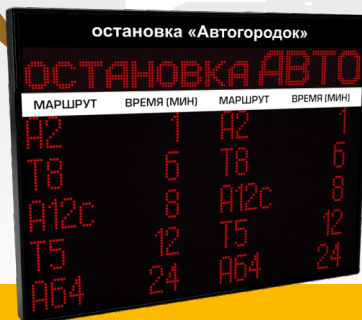 остановка «Автогородок»
ОСТАНОВКА АВТО
МАРШРУТ ВРЕМЯ (МИН) МАРШРУТ ВРЕМЯ (МИН)
А2 1 А2 1
Т8 6 Т8 6
А12с 8 А12с 8
Т5 12 Т5 12
А64 24 А64 24